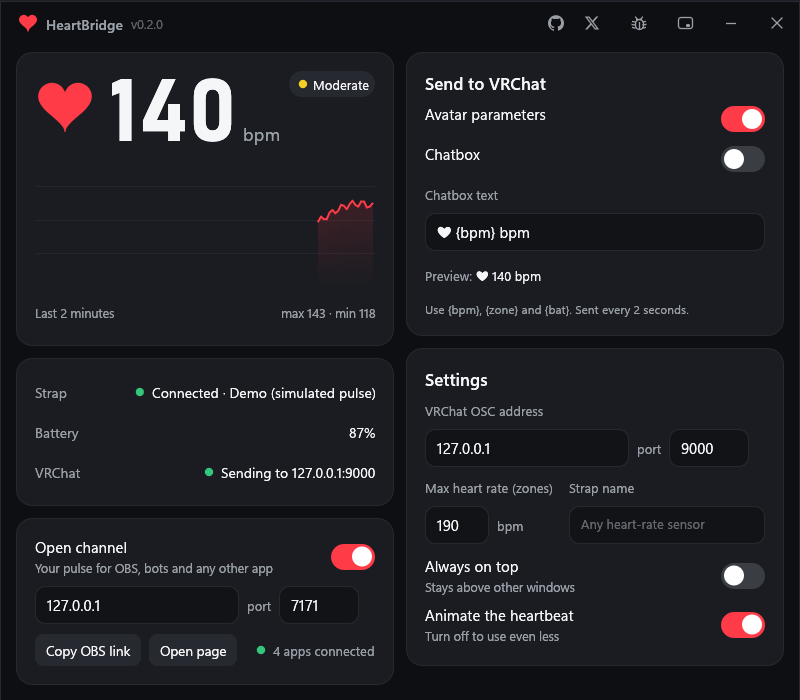 HeartBridge v0.2.0
140 bpm
Moderate
Last 2 minutes
max 143 · min 118
Strap
Connected · Demo (simulated pulse)
Battery
87%
VRChat
Sending to 127.0.0.1:9000
Open channel
Your pulse for OBS, bots and any other app
127.0.0.1 port 7171
Copy OBS link
Open page
4 apps connected
Send to VRChat
Avatar parameters
Chatbox
Chatbox text
♥ {bpm} bpm
Preview: ♥ 140 bpm
Use {bpm}, {zone} and {bat}. Sent every 2 seconds.
Settings
VRChat OSC address
127.0.0.1 port 9000
Max heart rate (zones) Strap name
190 bpm Any heart-rate sensor
Always on top
Stays above other windows
Animate the heartbeat
Turn off to use even less